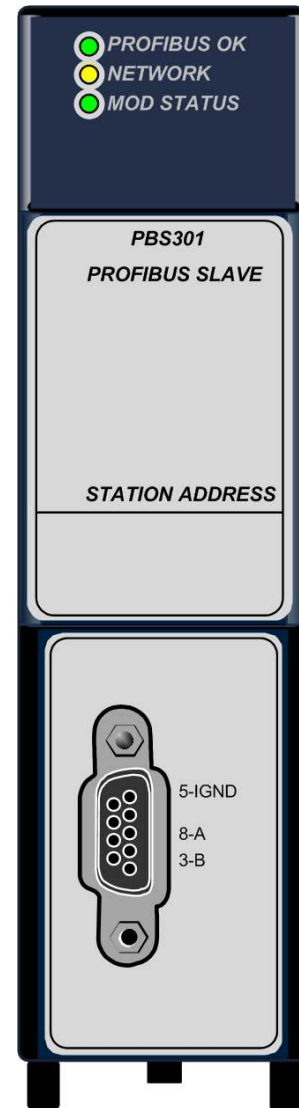 PROFIBUS OK
NETWORK
MOD STATUS
PBS301
PROFIBUS SLAVE
STATION ADDRESS
5-IGND
8-A
3-B